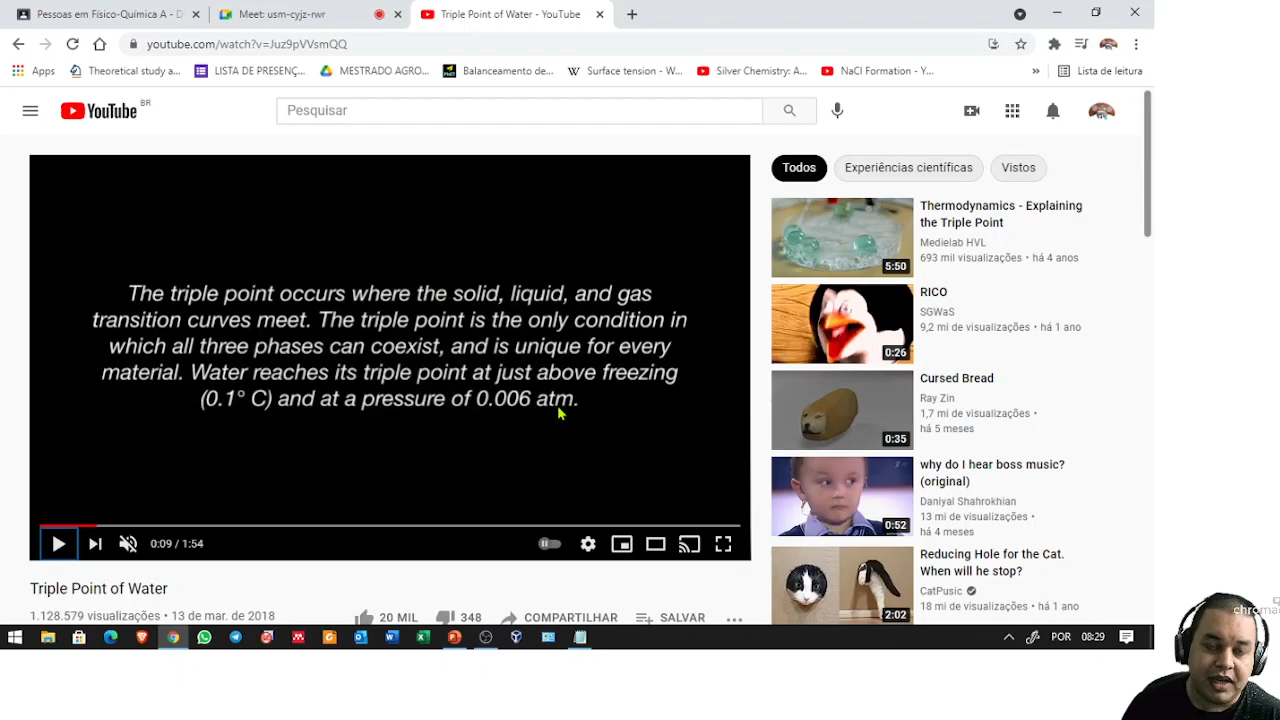 Pessoas em Físico-Química A - D
Meet: usm-cyjz-rwr
Triple Point of Water - YouTube
youtube.com/watch?v=Juz9pVVsmQQ
Apps
Theoretical study a...
LISTA DE PRESENÇ...
MESTRADO AGRO...
Balanceamento de...
Surface tension - W...
Silver Chemistry: A...
NaCl Formation - Y...
»
Lista de leitura
YouTube BR
Pesquisar
The triple point occurs where the solid, liquid, and gas
transition curves meet. The triple point is the only condition in
which all three phases can coexist, and is unique for every
material. Water reaches its triple point at just above freezing
(0.1° C) and at a pressure of 0.006 atm.
0:09 / 1:54
Triple Point of Water
1.128.579 visualizações • 13 de mar. de 2018
20 MIL
348
COMPARTILHAR
SALVAR
Todos
Experiências científicas
Vistos
Thermodynamics - Explaining
the Triple Point
Medielab HVL
693 mil visualizações • há 4 anos
5:50
RICO
SGWaS
9,2 mi de visualizações • há 1 ano
0:26
Cursed Bread
Ray Zin
1,7 mi de visualizações •
há 5 meses
0:35
why do I hear boss music?
(original)
Daniyal Shahrokhian
13 mi de visualizações •
há 4 meses
0:52
Reducing Hole for the Cat.
When will he stop?
CatPusic
18 mi de visualizações • há 1 ano
2:02
POR
08:29